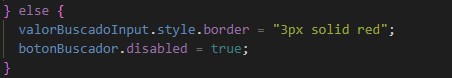 } else {
  valorBuscadoInput.style.border = "3px solid red";
  botonBuscador.disabled = true;
}